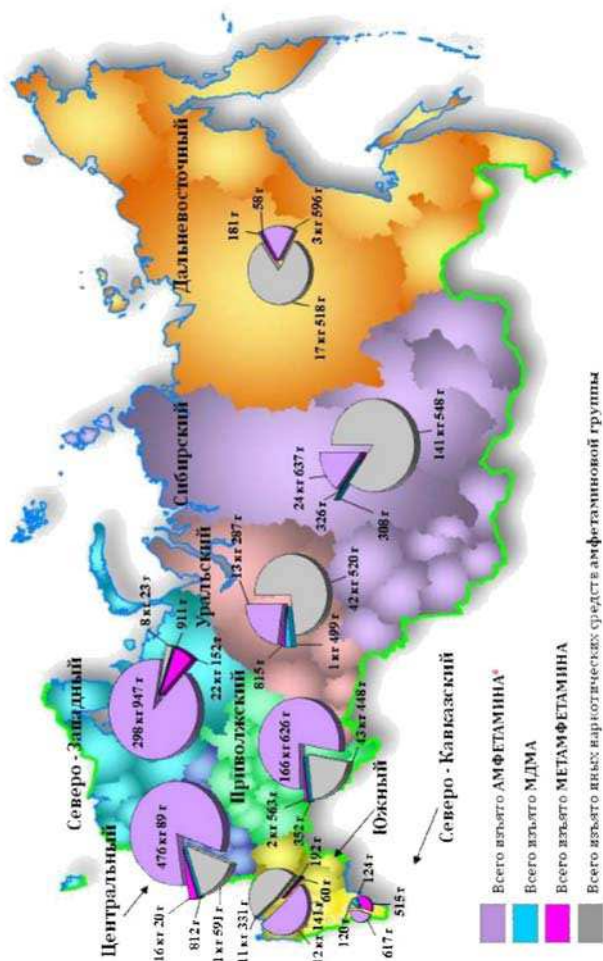 Северо - Западный
Центральный
Приволжский
Уральский
Сибирский
Дальневосточный
Южный
Северо - Кавказский
298 кг 947 г
8 кг 23 г
911 г
22 кг 152 г
476 кг 89 г
16 кг 20 г
812 г
1 кг 591 г
166 кг 626 г
2 кг 563 г
352 г
13 кг 448 г
13 кг 287 г
815 г
1 кг 499 г
42 кг 520 г
24 кг 637 г
326 г
308 г
141 кг 548 г
181 г
58 г
3 кг 596 г
17 кг 518 г
11 кг 331 г
192 г
60 г
12 кг 141 г
124 г
120 г
515 г
617 г
Всего изъято АМФЕТАМИНА*
Всего изъято МДМА
Всего изъято МЕТАМФЕТАМИНА
Всего изъято иных наркотических средств амфетаминовой группы